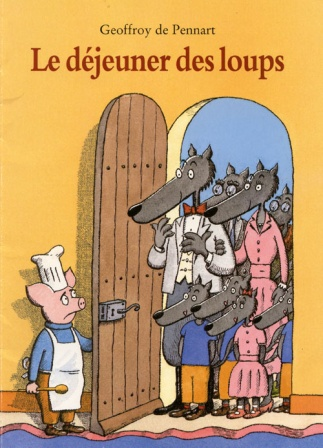 Geoffroy de Pennart
Le déjeuner des loups